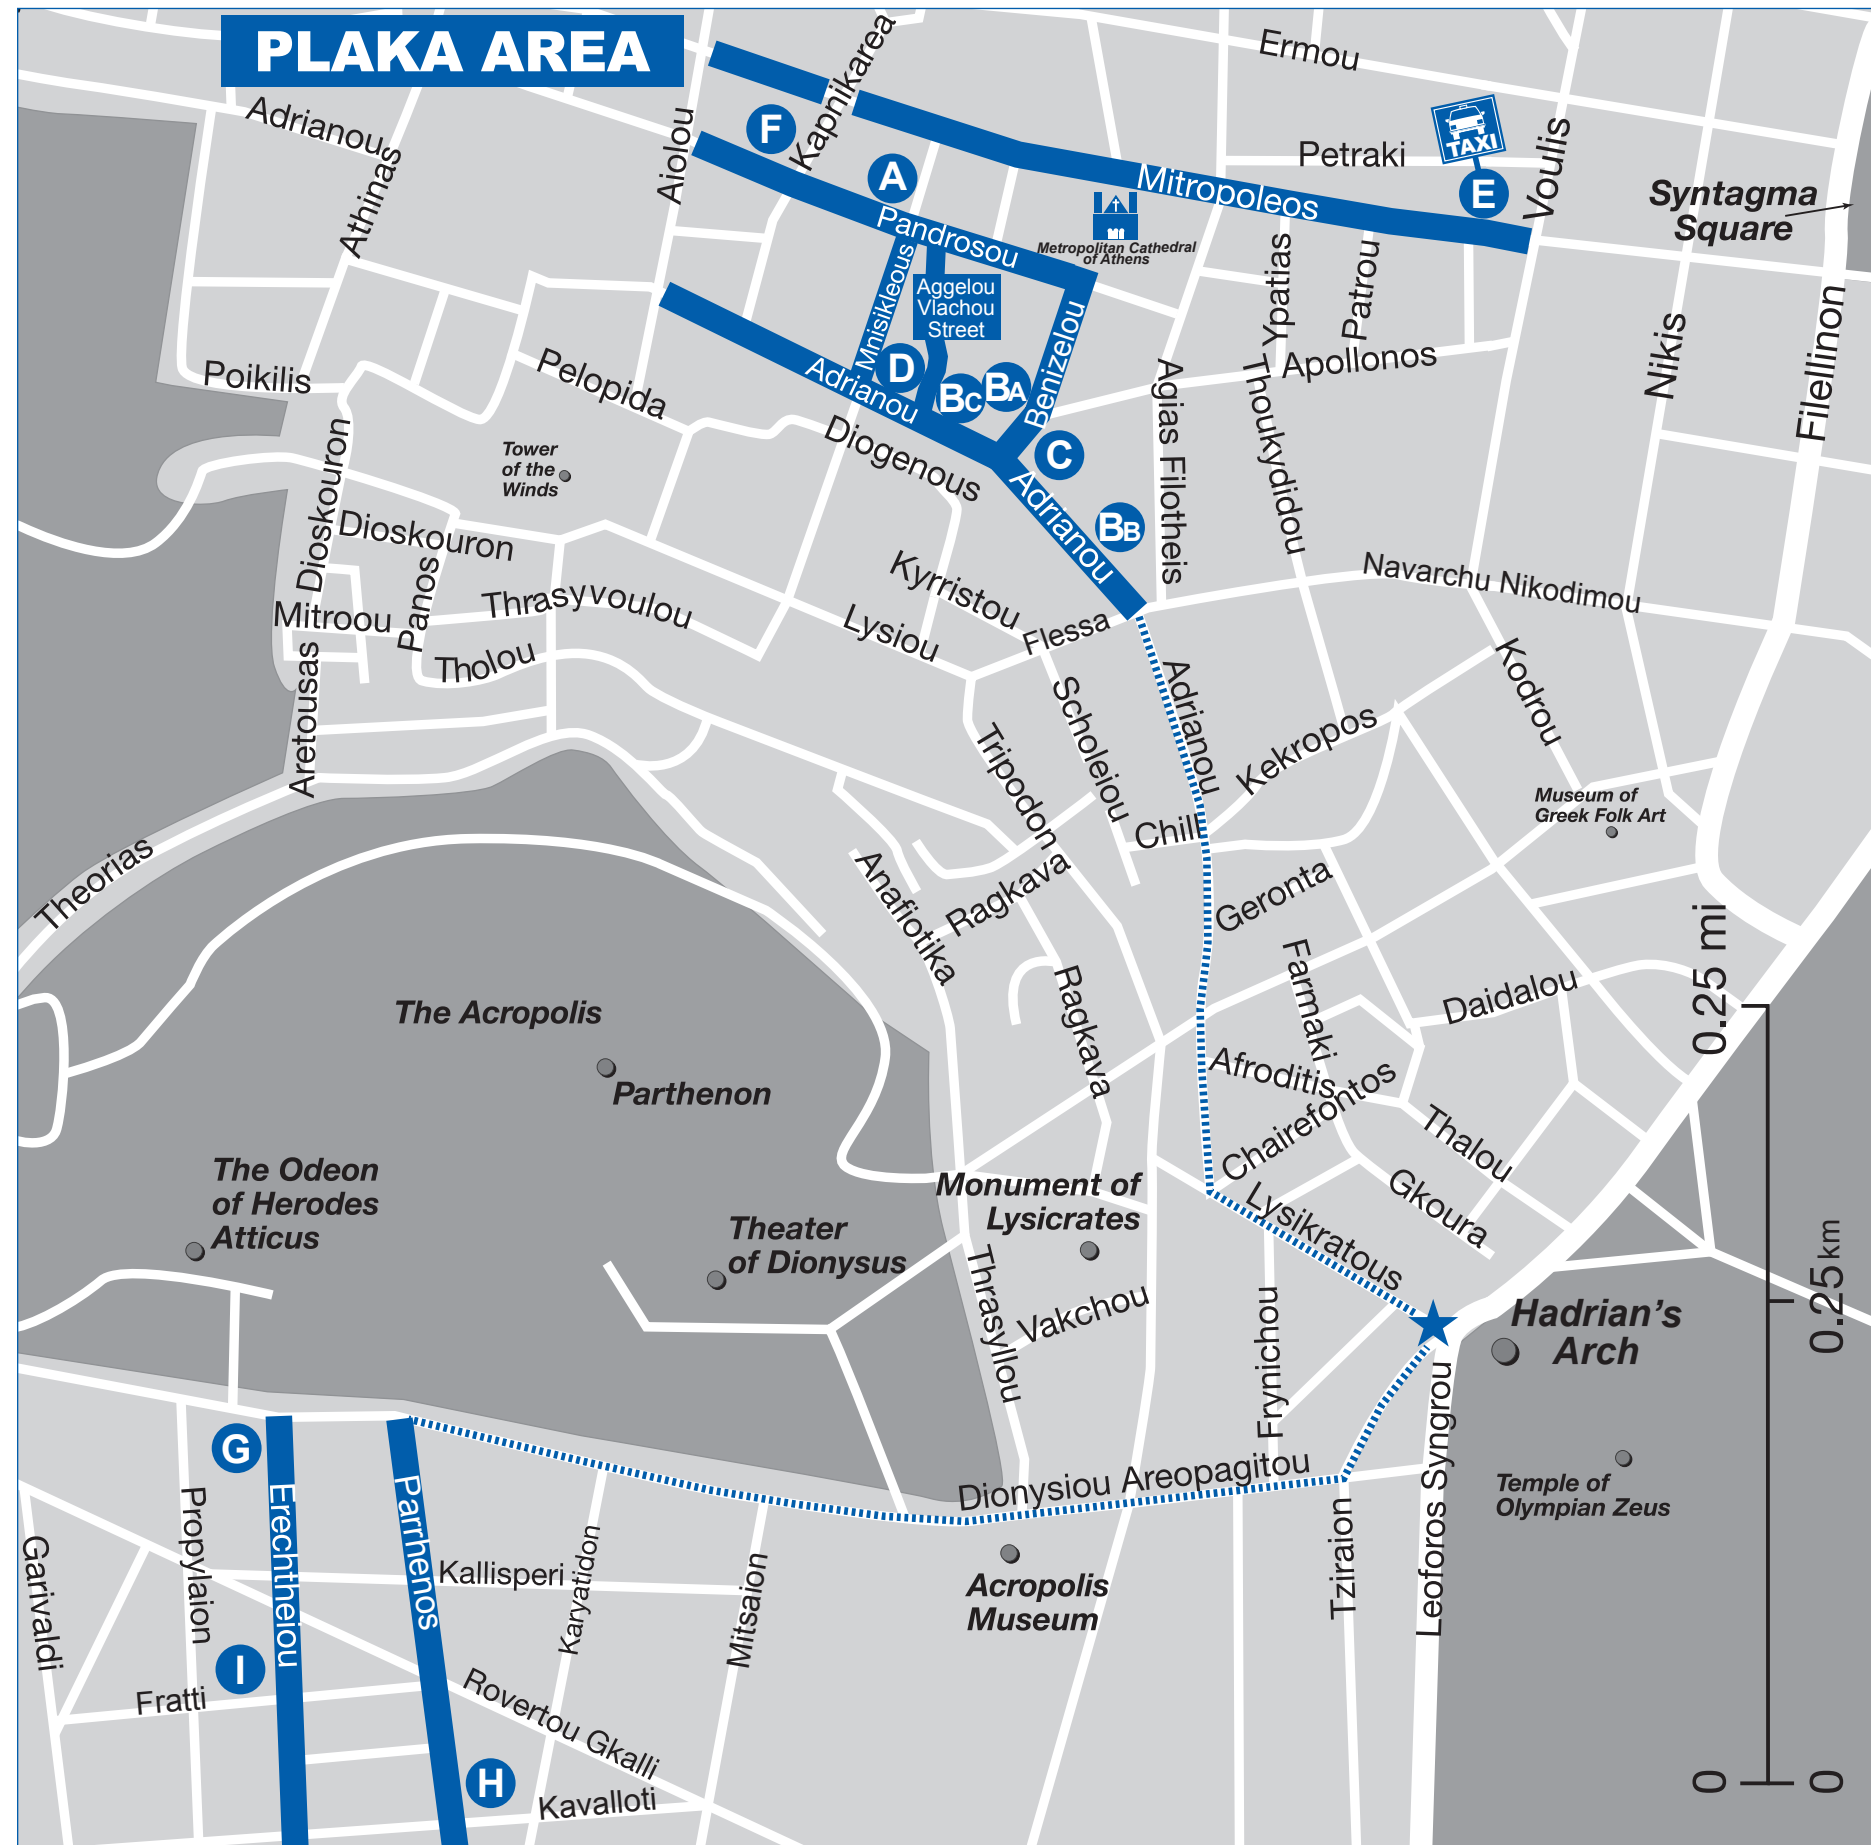 PLAKA AREA
Ermou
Kapnikarea
Adrianou
Athinas
Aiolou
F
A
Petraki
TAXI
E
Voulis
Mitropoleos
Syntagma
Square
Pandrosou
Metropolitan Cathedral
of Athens
Mnisikleous
Aggelou
Vlachou
Street
Benizelou
Ypatias
Patrou
Nikis
Filellinon
Poikilis
Pelopida
Adrianou
D
BC
BA
Apollonos
Agias Filotheis
Thoukydidou
Diogenous
C
Tower
of the
Winds
Dioskouron
Dioskouron
Adrianou
BB
Panos
Mitroou
Thrasyvoulou
Kyrristou
Lysiou
Flessa
Navarchu Nikodimou
Tholou
Aretousas
Scholeiou
Adrianou
Kodrou
Tripodon
Kekropos
Museum of
Greek Folk Art
Chill
Theorias
Anafiotika
Ragkava
Geronta
Ragkava
Farmaki
Daidalou
0.25 mi
The Acropolis
Parthenon
Afroditis
Chairefontos
Thalou
Gkoura
The Odeon
of Herodes
Atticus
Theater
of Dionysus
Monument of
Lysicrates
Lysikratous
Thrasyllou
Vakchou
Frynichou
Hadrian's
Arch
0.25 km
G
Erechtheiou
Parrhenos
Propylaion
Garivaldi
Dionysiou Areopagitou
Leoforos Syngrou
Tziraion
Temple of
Olympian Zeus
Kallisperi
Karyatidon
Mitsaion
Acropolis
Museum
I
Fratti
Rovertou Gkalli
H
Kavalloti
0
0